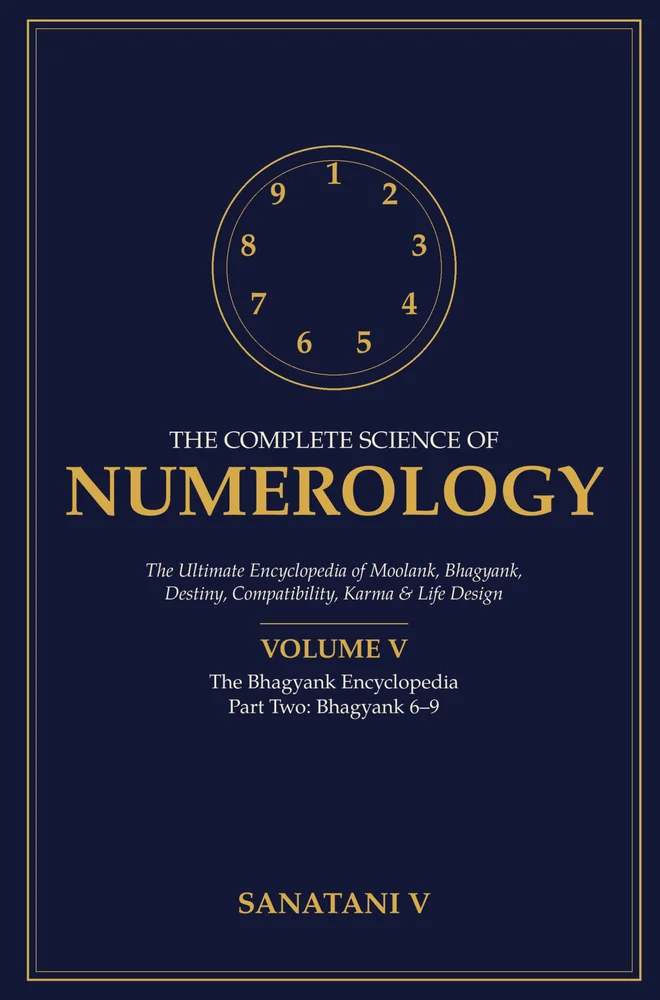 1
9 2
8 3
7 4
6 5
THE COMPLETE SCIENCE OF
NUMEROLOGY
The Ultimate Encyclopedia of Moolank, Bhagyank,
Destiny, Compatibility, Karma & Life Design
VOLUME V
The Bhagyank Encyclopedia
Part Two: Bhagyank 6–9
SANATANI V